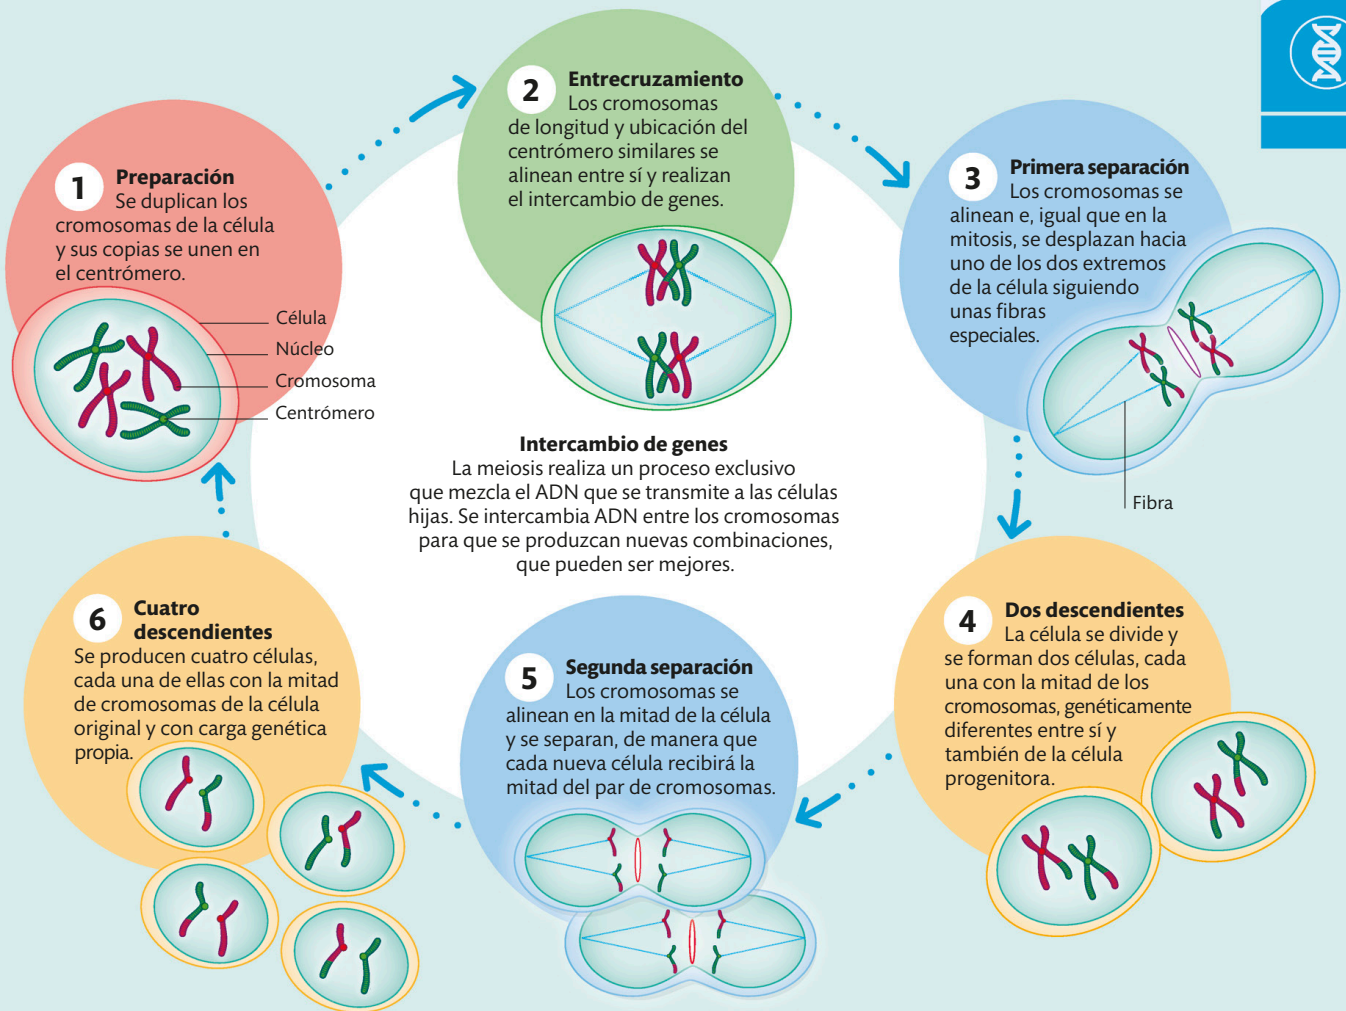 1 Preparación
Se duplican los
cromosomas de la célula
y sus copias se unen en
el centrómero.
Célula
Núcleo
Cromosoma
Centrómero
2 Entrecruzamiento
Los cromosomas
de longitud y ubicación del
centrómero similares se
alinean entre sí y realizan
el intercambio de genes.
3 Primera separación
Los cromosomas se
alinean e, igual que en la
mitosis, se desplazan hacia
uno de los dos extremos
de la célula siguiendo
unas fibras
especiales.
Fibra
Intercambio de genes
La meiosis realiza un proceso exclusivo
que mezcla el ADN que se transmite a las células
hijas. Se intercambia ADN entre los cromosomas
para que se produzcan nuevas combinaciones,
que pueden ser mejores.
4 Dos descendientes
La célula se divide y
se forman dos células, cada
una con la mitad de los
cromosomas, genéticamente
diferentes entre sí y
también de la célula
progenitora.
5 Segunda separación
Los cromosomas se
alinean en la mitad de la célula
y se separan, de manera que
cada nueva célula recibirá la
mitad del par de cromosomas.
6 Cuatro
descendientes
Se producen cuatro células,
cada una de ellas con la mitad
de cromosomas de la célula
original y con carga genética
propia.